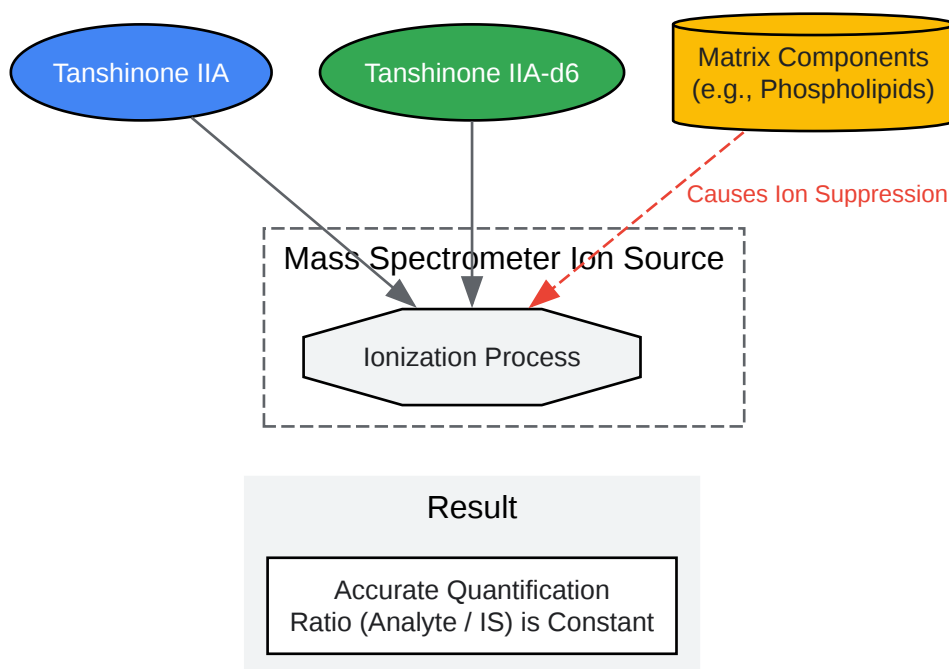 Tanshinone IIA
Tanshinone IIA-d6
Matrix Components
(e.g., Phospholipids)
Causes Ion Suppression
Mass Spectrometer Ion Source
Ionization Process
Result
Accurate Quantification
Ratio (Analyte / IS) is Constant